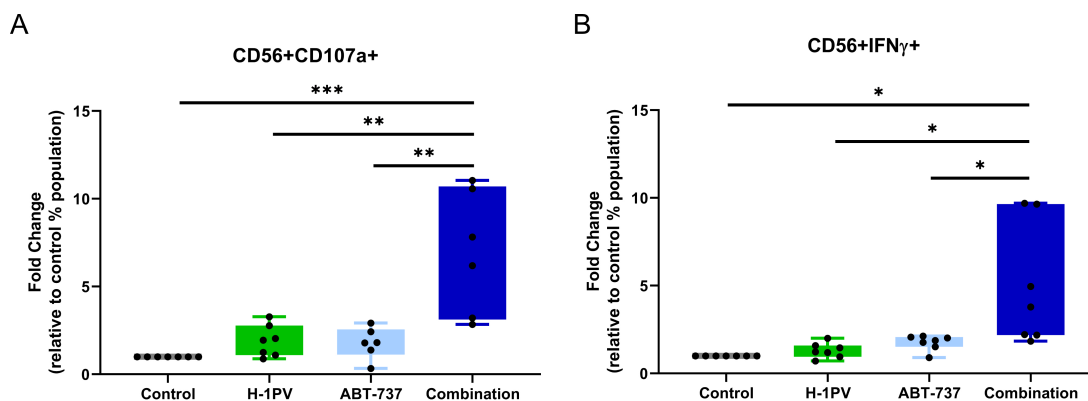 A
CD56+CD107a+
***
**
**
Fold Change
(relative to control % population)
15
10
5
0
Control H-1PV ABT-737 Combination
B
CD56+IFNγ+
*
*
*
Fold Change
(relative to control % population)
15
10
5
0
Control H-1PV ABT-737 Combination